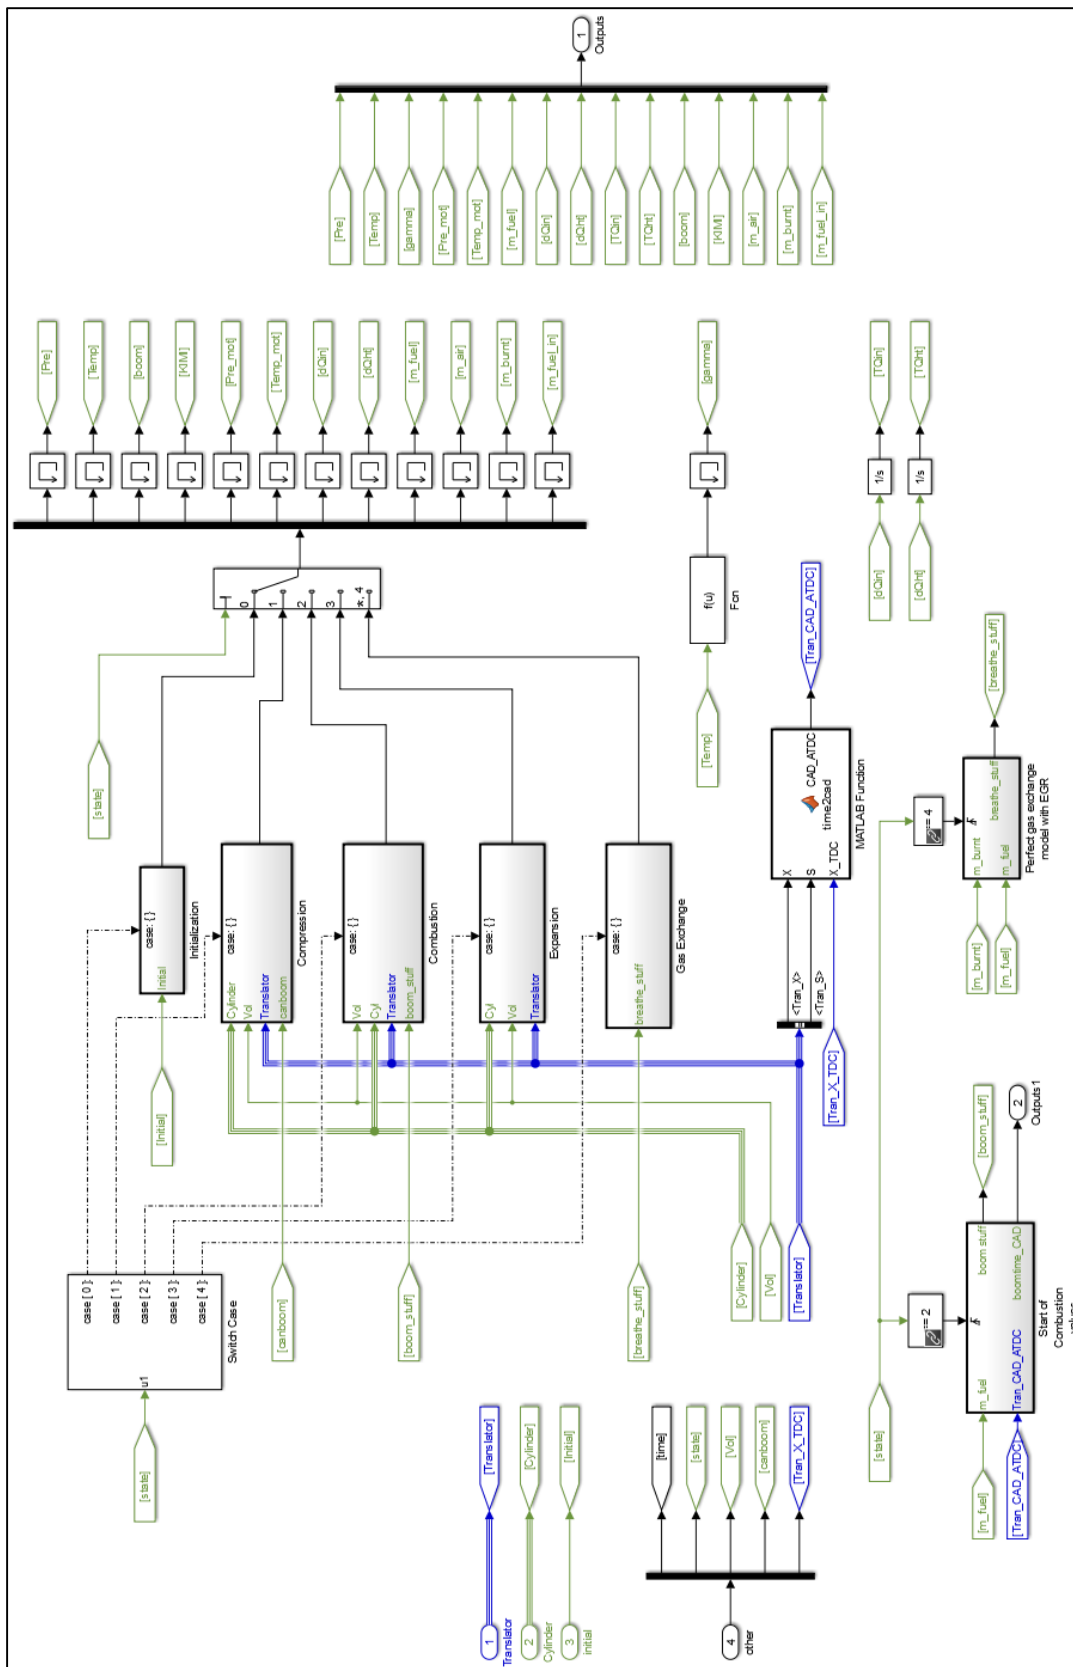 [state]
u1
case [ 0 ]:
case [ 1 ]:
case [ 2 ]:
case [ 3 ]:
case [ 4 ]:
Switch Case
[Initial]
Initial
case: { }
Initialization
[state]
Cylinder
Vol
Translator
canboom
case: { }
Compression
[canboom]
Vol
Cyl
Translator
boom_stuff
case: { }
Combustion
[boom_stuff]
Cyl
Vol
Translator
case: { }
Expansion
breathe_stuff
case: { }
Gas Exchange
[breathe_stuff]
[Cylinder]
[Vol]
[Translator]
0
1
2
3
*, 4
[Pre]
[Temp]
[boom]
[KIMI]
[Pre_mot]
[Temp_mot]
[dQin]
[dQht]
[m_fuel]
[m_air]
[m_burnt]
[m_fuel_in]
[Pre]
[Temp]
[gamma]
[Pre_mot]
[Temp_mot]
[m_fuel]
[dQin]
[dQht]
[TQin]
[TQht]
[boom]
[KIMI]
[m_air]
[m_burnt]
[m_fuel_in]
1
Outputs
[Temp]
f(u)
Fcn
[gamma]
<Tran_X>
<Tran_S>
[Tran_X_TDC]
X
S
X_TDC
CAD_ATDC
time2cad
MATLAB Function
[Tran_CAD_ATDC]
[dQin]
1/s
[TQin]
[dQht]
1/s
[TQht]
1
Translator
[Translator]
2
Cylinder
[Cylinder]
3
initial
[Initial]
4
other
[time]
[state]
[Vol]
[canboom]
[Tran_X_TDC]
[state]
== 2
[m_fuel]
[Tran_CAD_ATDC]
m_fuel
Tran_CAD_ATDC
boom stuff
boomtime_CAD
Start of
Combustion
values
[boom_stuff]
2
Outputs1
== 4
[m_burnt]
[m_fuel]
m_burnt
m_fuel
breathe_stuff
Perfect gas exchange
model with EGR
[breathe_stuff]